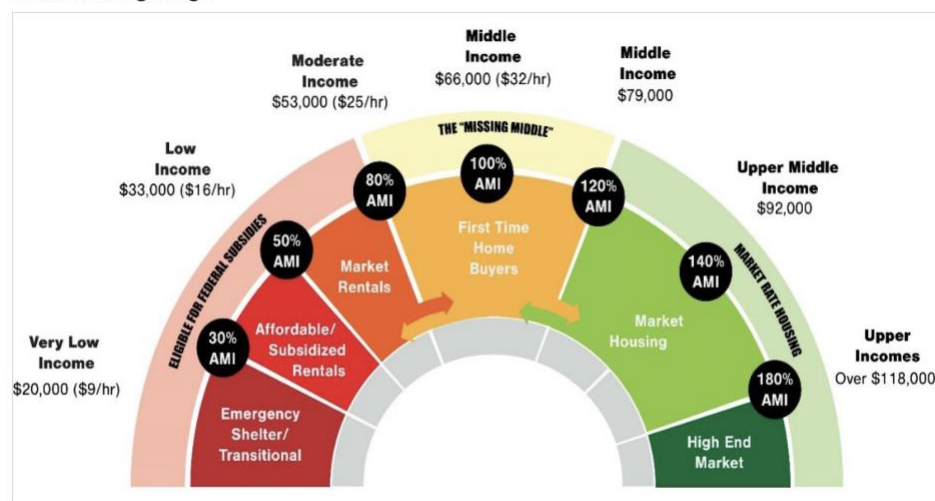 Middle
Income
$66,000 ($32/hr)
Middle
Income
$79,000
Moderate
Income
$53,000 ($25/hr)
THE "MISSING MIDDLE"
Low
Income
$33,000 ($16/hr)
Upper Middle
Income
$92,000
Very Low
Income
$20,000 ($9/hr)
Upper
Incomes
Over $118,000
ELIGIBLE FOR FEDERAL SUBSIDIES
MARKET RATE HOUSING
30%
AMI
50%
AMI
80%
AMI
100%
AMI
120%
AMI
140%
AMI
180%
AMI
Emergency
Shelter/
Transitional
Affordable/
Subsidized
Rentals
Market
Rentals
First Time
Home
Buyers
Market
Housing
High End
Market